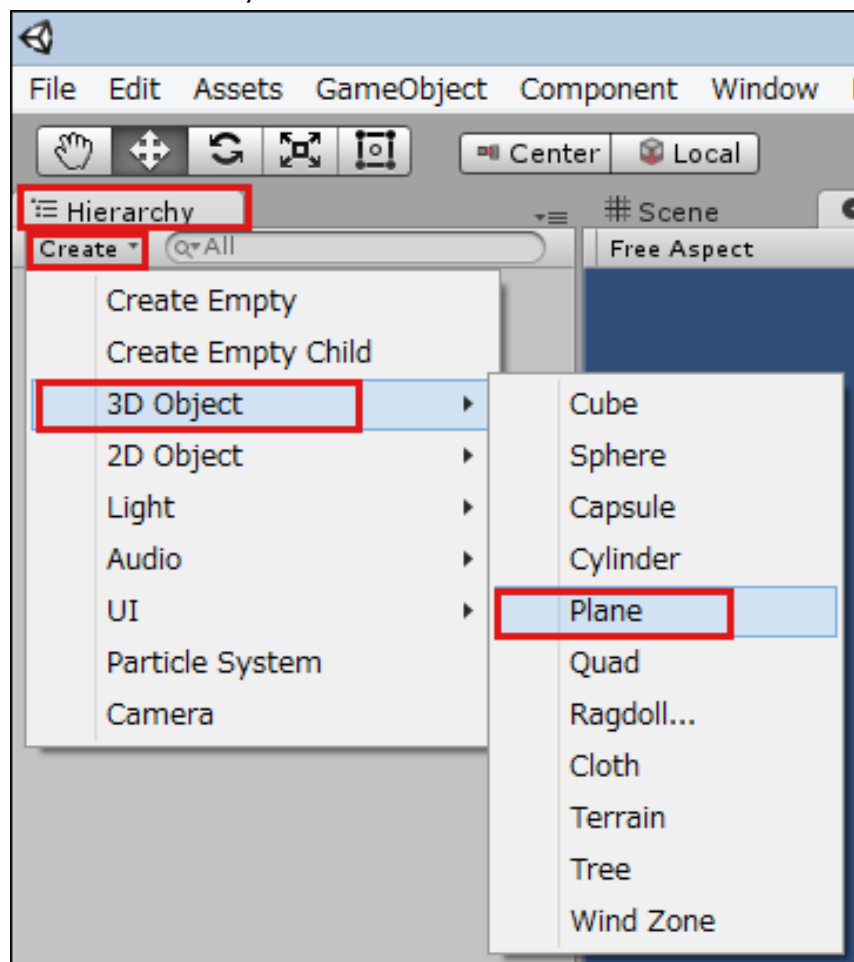 File Edit Assets GameObject Component Window
Center Local
Hierarchy
Scene
Create
All
Free Aspect
Create Empty
Create Empty Child
3D Object
2D Object
Light
Audio
UI
Particle System
Camera
Cube
Sphere
Capsule
Cylinder
Plane
Quad
Ragdoll...
Cloth
Terrain
Tree
Wind Zone